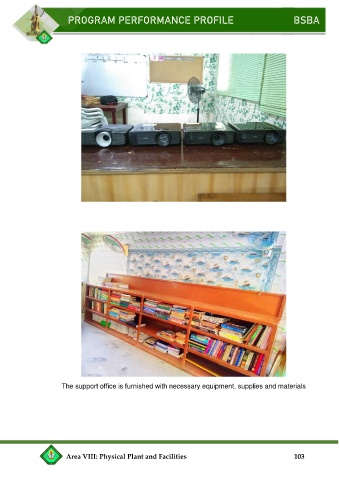 PROGRAM PERFORMANCE PROFILE BSBA
The support office is furnished with necessary equipment, supplies and materials
Area VIII: Physical Plant and Facilities 103